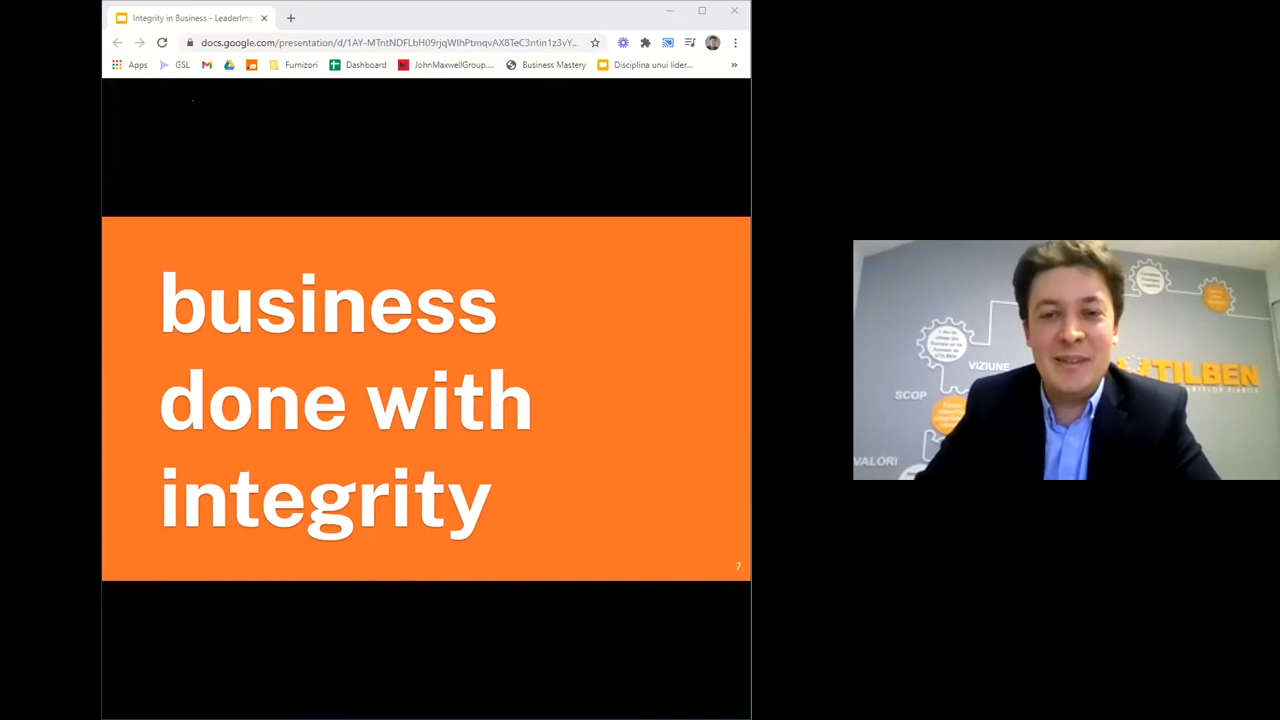 Integrity in Business - LeaderImp
docs.google.com/presentation/d/1AY-MTntNDFLbH09rjqWIhPtmqvAX8TeC3ntin1z3vY...
Apps GSL Furnizori Dashboard JohnMaxwellGroup.... Business Mastery Disciplina unui lider... »
business
done with
integrity
7
VIZIUNE
SCOP
VALORI
UTILBEN